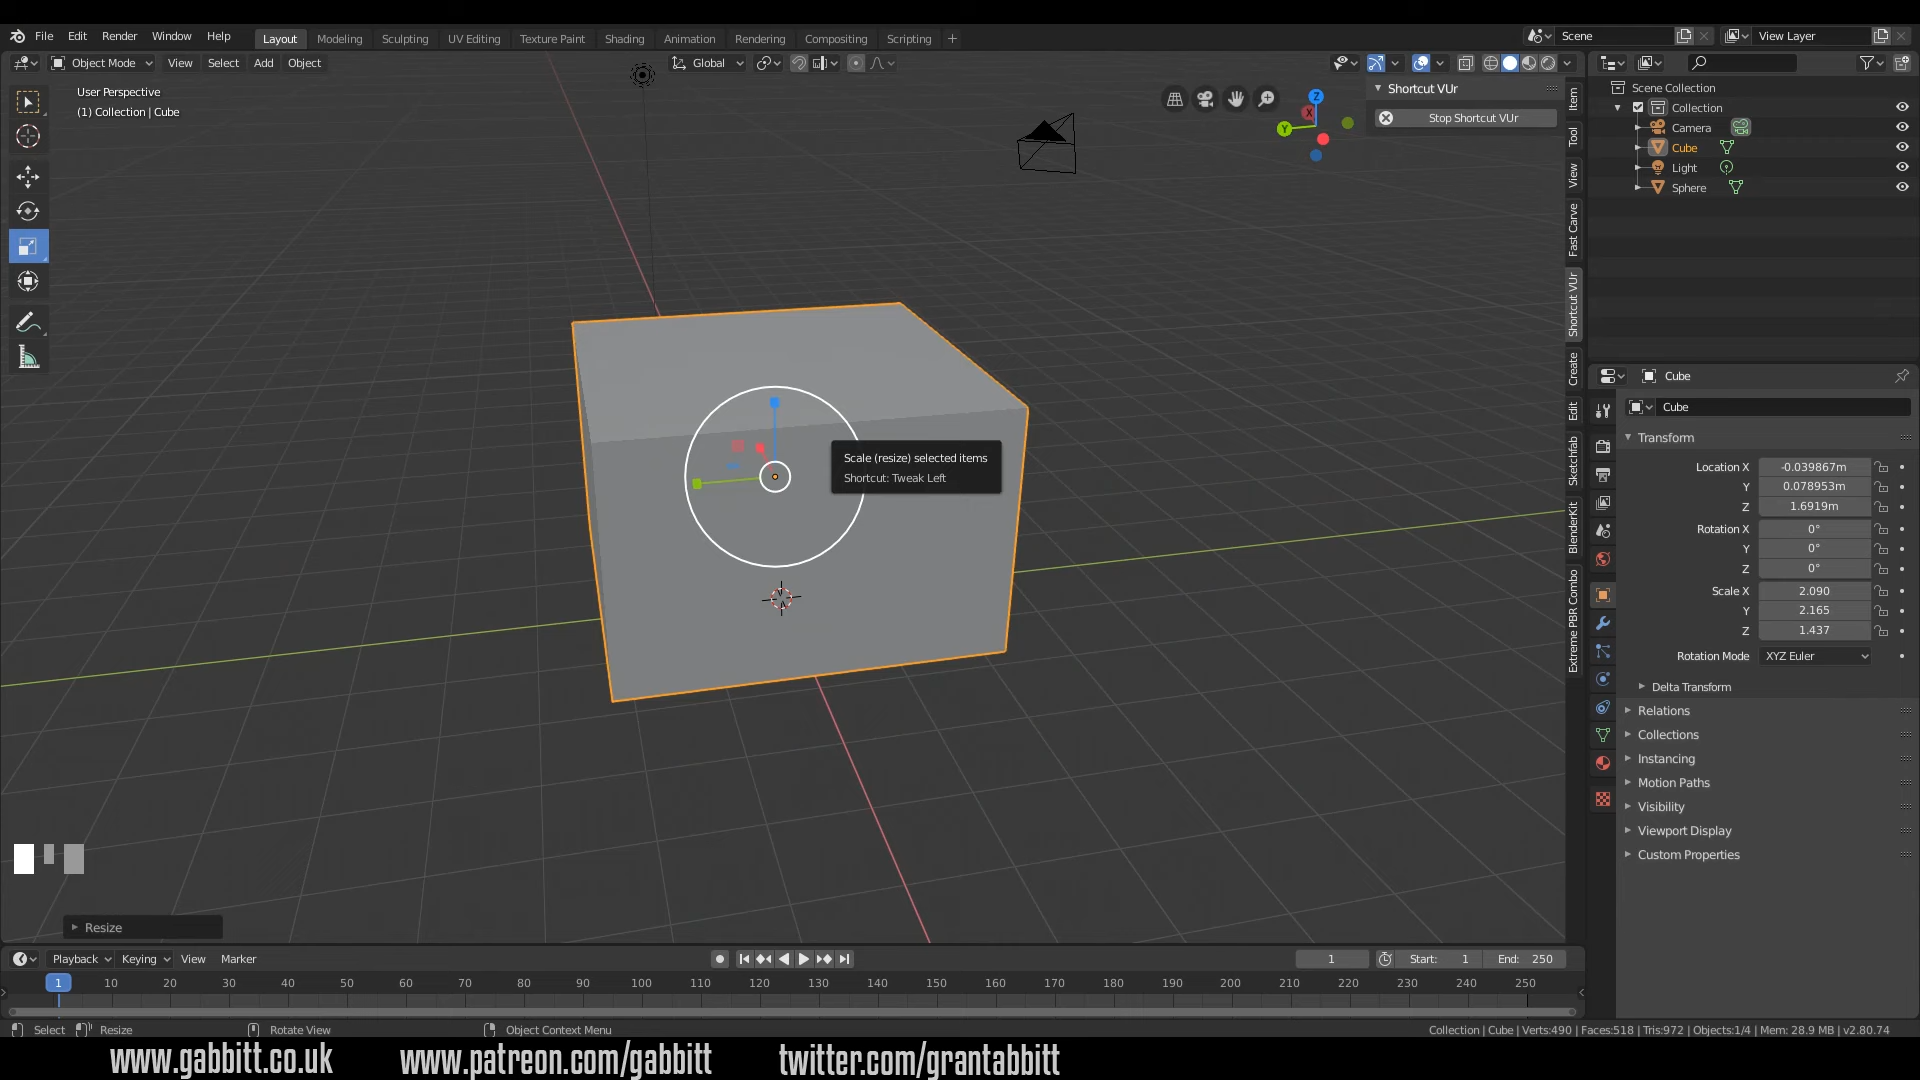 File Edit Render Window Help Layout Modeling Sculpting UV Editing Texture Paint Shading Animation Rendering Compositing Scripting +
Scene View Layer
Object Mode View Select Add Object Global
User Perspective
(1) Collection | Cube
Z
X
Y
Shortcut VUr
Stop Shortcut VUr
Item
Tool
View
Fast Carve
Shortcut VUr
Create
Edit
Sketchfab
BlenderKit
Extreme PBR Combo
Scene Collection
Collection
Camera
Cube
Light
Sphere
Scale (resize) selected items
Shortcut: Tweak Left
Cube
Cube
Transform
Location X -0.039867m
Y 0.078953m
Z 1.6919m
Rotation X 0°
Y 0°
Z 0°
Scale X 2.090
Y 2.165
Z 1.437
Rotation Mode XYZ Euler
Delta Transform
Relations
Collections
Instancing
Motion Paths
Visibility
Viewport Display
Custom Properties
Resize
Playback Keying View Marker 1 Start: 1 End: 250
1 10 20 30 40 50 60 70 80 90 100 110 120 130 140 150 160 170 180 190 200 210 220 230 240 250
Select Resize Rotate View Object Context Menu Collection | Cube | Verts:490 | Faces:518 | Tris:972 | Objects:1/4 | Mem: 28.9 MB | v2.80.74
www.gabbitt.co.uk www.patreon.com/gabbitt twitter.com/grantabbitt